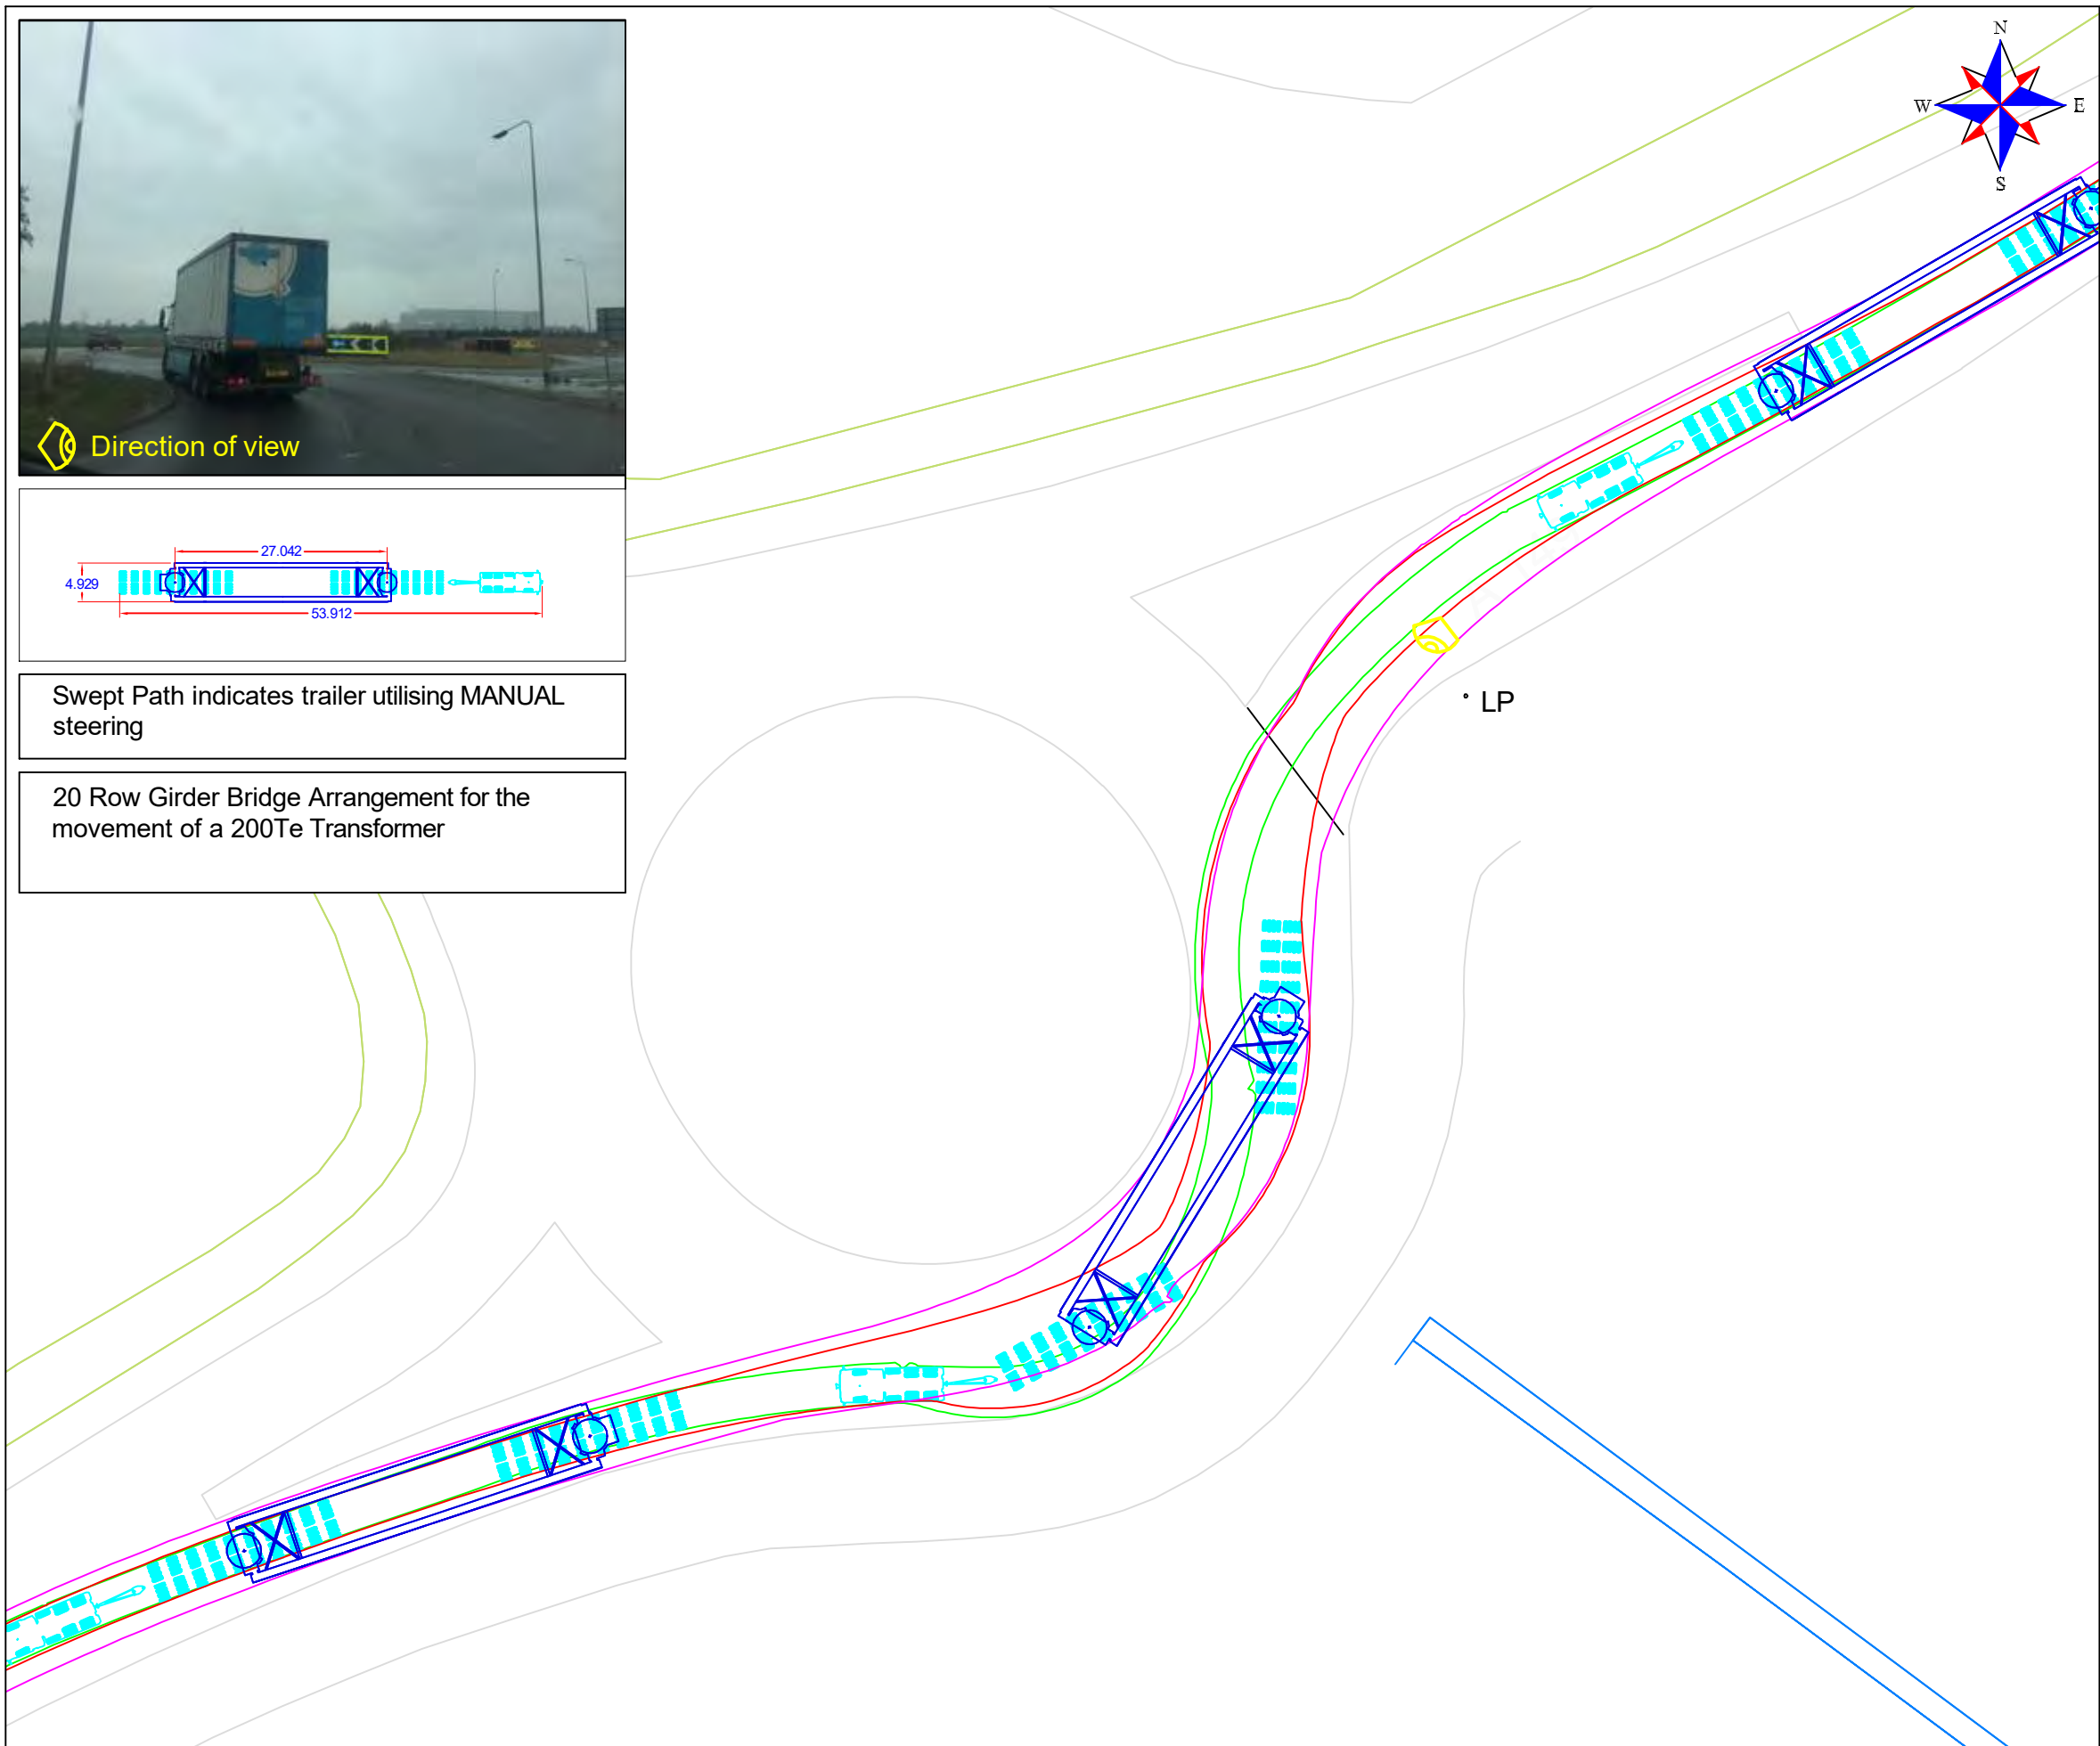 N
W
E
S
Direction of view
27.042
4.929
53.912
Swept Path indicates trailer utilising MANUAL
steering
20 Row Girder Bridge Arrangement for the
movement of a 200Te Transformer
LP